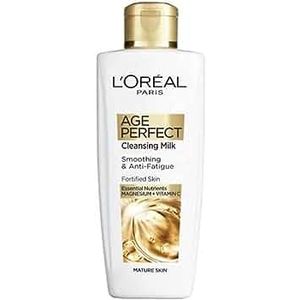 L'ORÉAL
PARIS
AGE
PERFECT
Cleansing Milk
Smoothing
& Anti-Fatigue
Fortified Skin
Essential Nutrients
MAGNESIUM + VITAMIN C
MATURE SKIN